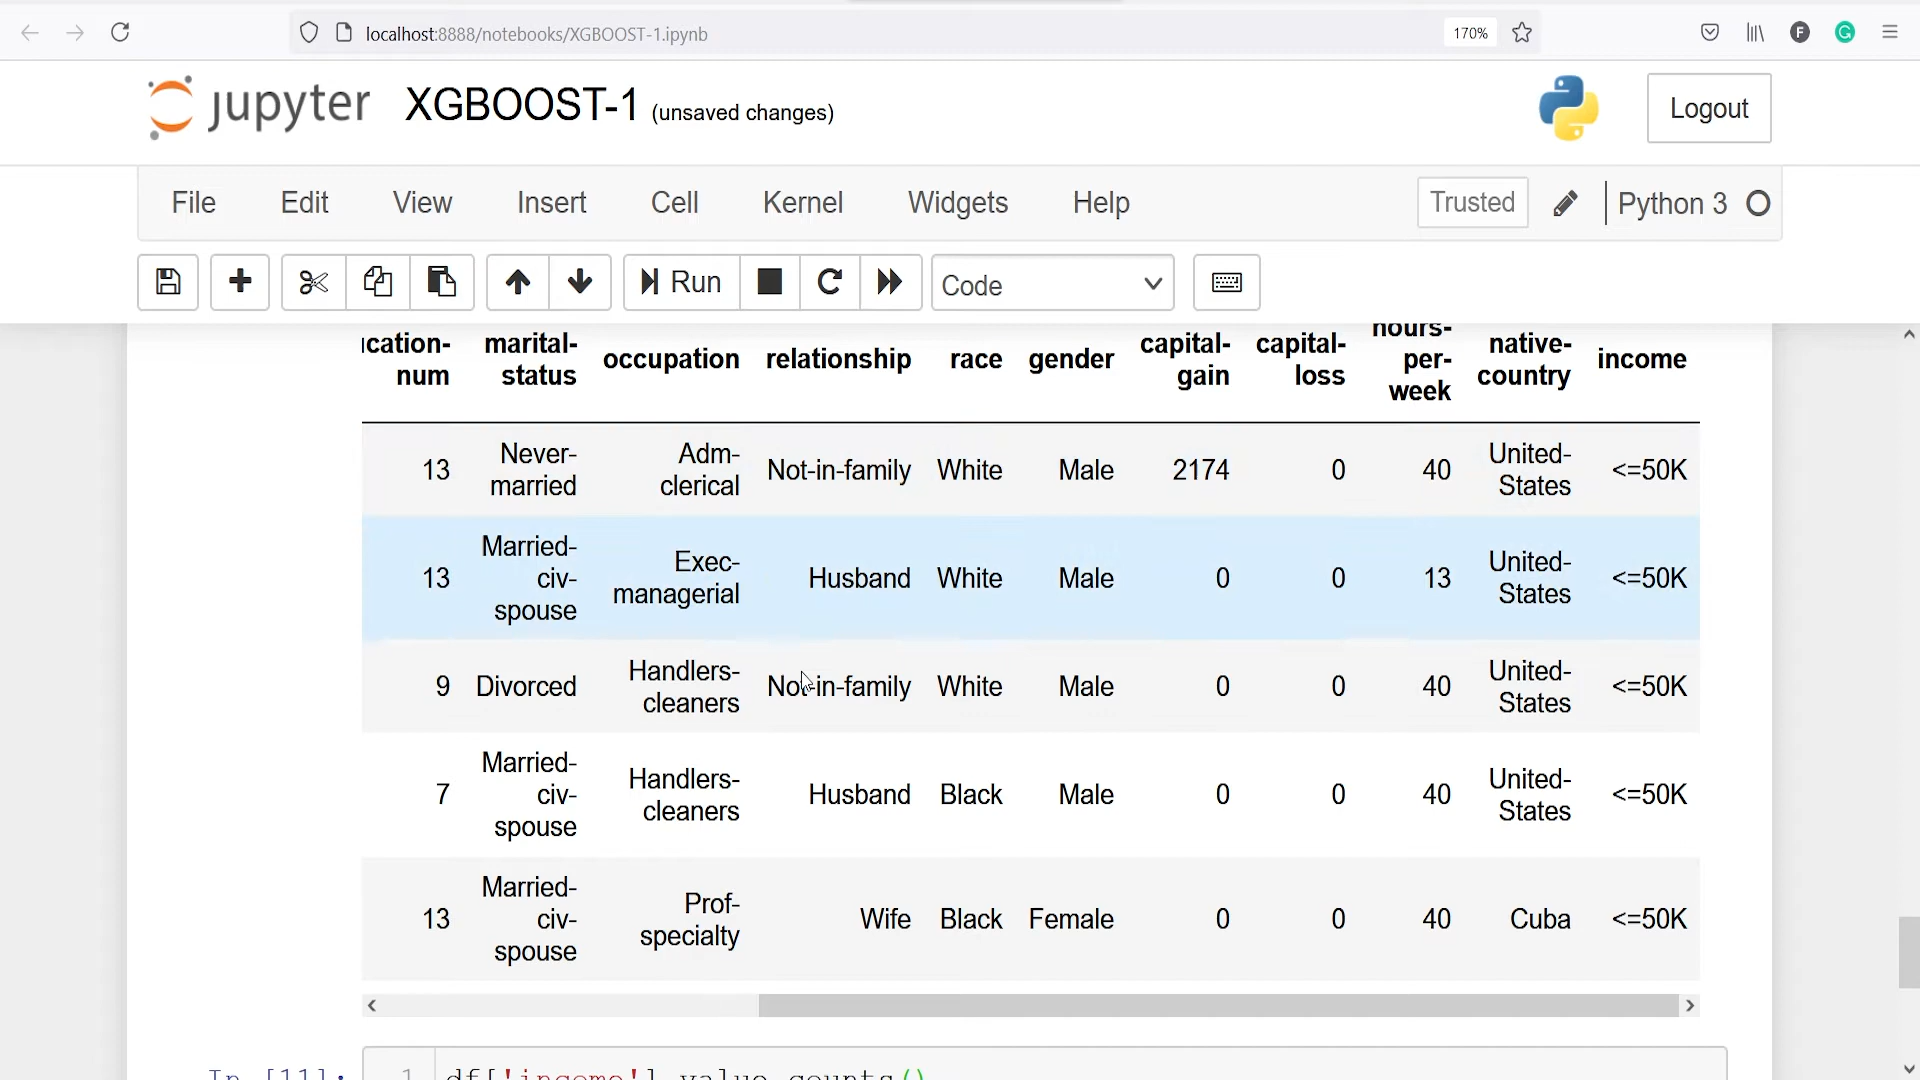 localhost:8888/notebooks/XGBOOST-1.ipynb 170% F G
jupyter XGBOOST-1 (unsaved changes) Logout
File Edit View Insert Cell Kernel Widgets Help Trusted Python 3
Run Code
ication-num marital-status occupation relationship race gender capital-gain capital-loss hours-per-week native-country income
13 Never-married Adm-clerical Not-in-family White Male 2174 0 40 United-States <=50K
13 Married-civ-spouse Exec-managerial Husband White Male 0 0 13 United-States <=50K
9 Divorced Handlers-cleaners Not-in-family White Male 0 0 40 United-States <=50K
7 Married-civ-spouse Handlers-cleaners Husband Black Male 0 0 40 United-States <=50K
13 Married-civ-spouse Prof-specialty Wife Black Female 0 0 40 Cuba <=50K
In [11]: 1 df['income'].value_counts()